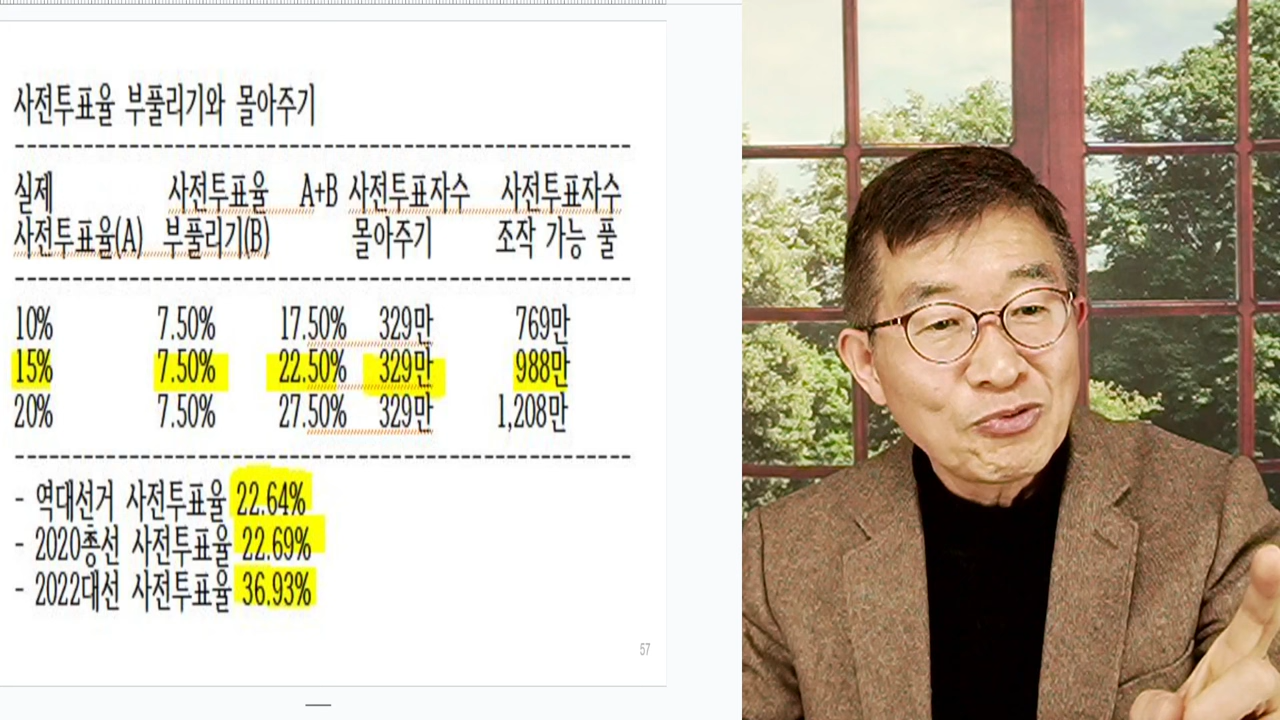 사전투표율 부풀리기와 몰아주기
실제 사전투표율 A+B 사전투표자수 사전투표자수
사전투표율(A) 부풀리기(B) 몰아주기 조작 가능 풀
10% 7.50% 17.50% 329만 769만
15% 7.50% 22.50% 329만 988만
20% 7.50% 27.50% 329만 1,208만
- 역대선거 사전투표율 22.64%
- 2020총선 사전투표율 22.69%
- 2022대선 사전투표율 36.93%
57